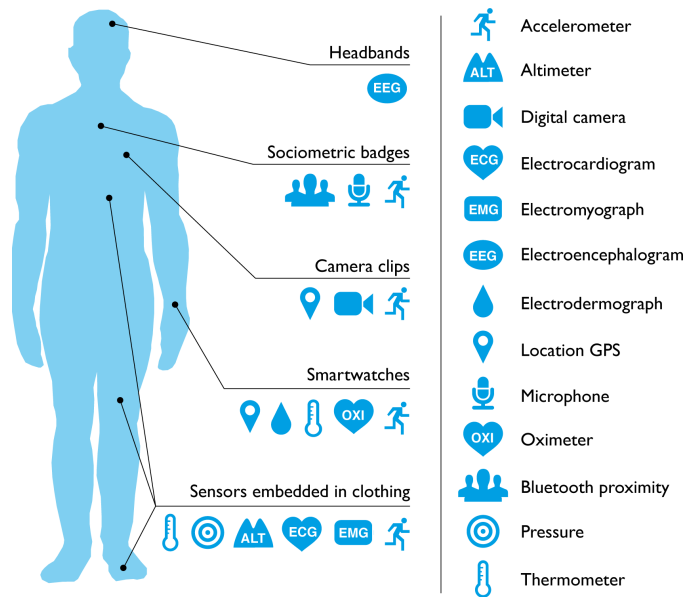 Headbands
EEG
Sociometric badges
Camera clips
Smartwatches
OXI
Sensors embedded in clothing
ALT
ECG
EMG
Accelerometer
ALT
Altimeter
Digital camera
ECG
Electrocardiogram
EMG
Electromyograph
EEG
Electroencephalogram
Electrodermograph
Location GPS
Microphone
OXI
Oximeter
Bluetooth proximity
Pressure
Thermometer